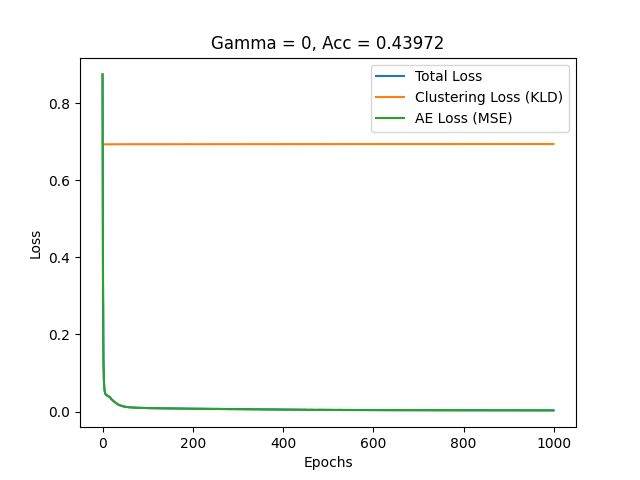 Gamma = 0, Acc = 0.43972
Total Loss
Clustering Loss (KLD)
AE Loss (MSE)
0.8
0.6
0.4
0.2
0.0
Loss
0 200 400 600 800 1000
Epochs